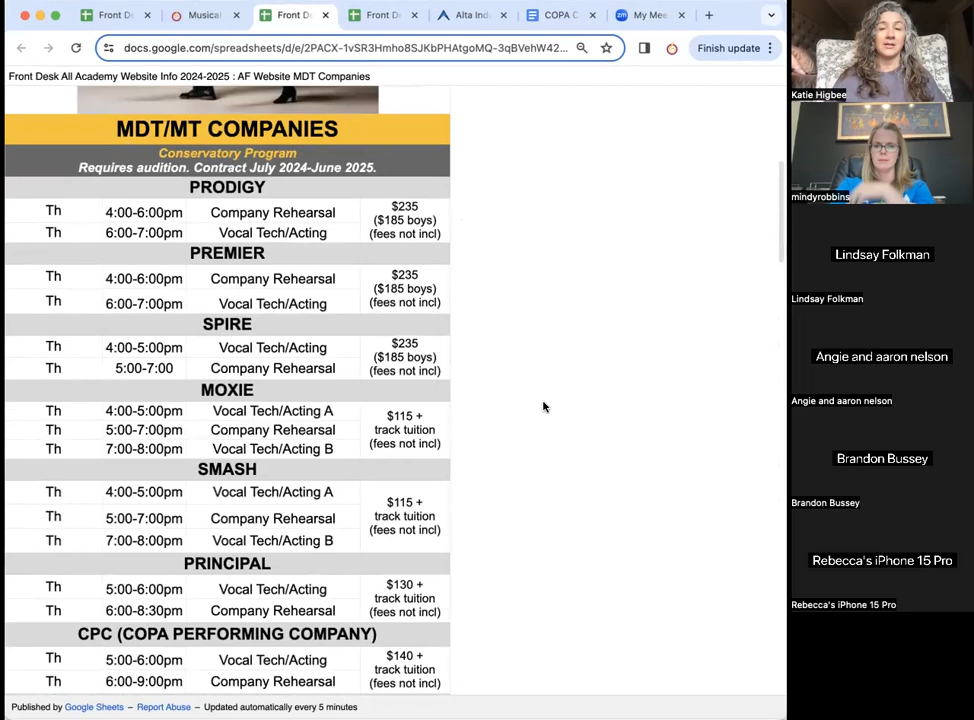 Front De
Musical
Front D
Front De
Alta Ind
COPA C
My Mee
docs.google.com/spreadsheets/d/e/2PACX-1vSR3Hmho8SJKbPHAtgoMQ-3qBVehW42...
Finish update
Front Desk All Academy Website Info 2024-2025 : AF Website MDT Companies
MDT/MT COMPANIES
Conservatory Program
Requires audition. Contract July 2024-June 2025.
PRODIGY
Th 4:00-6:00pm Company Rehearsal
Th 6:00-7:00pm Vocal Tech/Acting
$235
($185 boys)
(fees not incl)
PREMIER
Th 4:00-6:00pm Company Rehearsal
Th 6:00-7:00pm Vocal Tech/Acting
$235
($185 boys)
(fees not incl)
SPIRE
Th 4:00-5:00pm Vocal Tech/Acting
Th 5:00-7:00 Company Rehearsal
$235
($185 boys)
(fees not incl)
MOXIE
Th 4:00-5:00pm Vocal Tech/Acting A
Th 5:00-7:00pm Company Rehearsal
Th 7:00-8:00pm Vocal Tech/Acting B
$115 +
track tuition
(fees not incl)
SMASH
Th 4:00-5:00pm Vocal Tech/Acting A
Th 5:00-7:00pm Company Rehearsal
Th 7:00-8:00pm Vocal Tech/Acting B
$115 +
track tuition
(fees not incl)
PRINCIPAL
Th 5:00-6:00pm Vocal Tech/Acting
Th 6:00-8:30pm Company Rehearsal
$130 +
track tuition
(fees not incl)
CPC (COPA PERFORMING COMPANY)
Th 5:00-6:00pm Vocal Tech/Acting
Th 6:00-9:00pm Company Rehearsal
$140 +
track tuition
(fees not incl)
Published by Google Sheets – Report Abuse – Updated automatically every 5 minutes
Katie Higbee
mindyrobbins
Lindsay Folkman
Lindsay Folkman
Angie and aaron nelson
Angie and aaron nelson
Brandon Bussey
Brandon Bussey
Rebecca's iPhone 15 Pro
Rebecca's iPhone 15 Pro